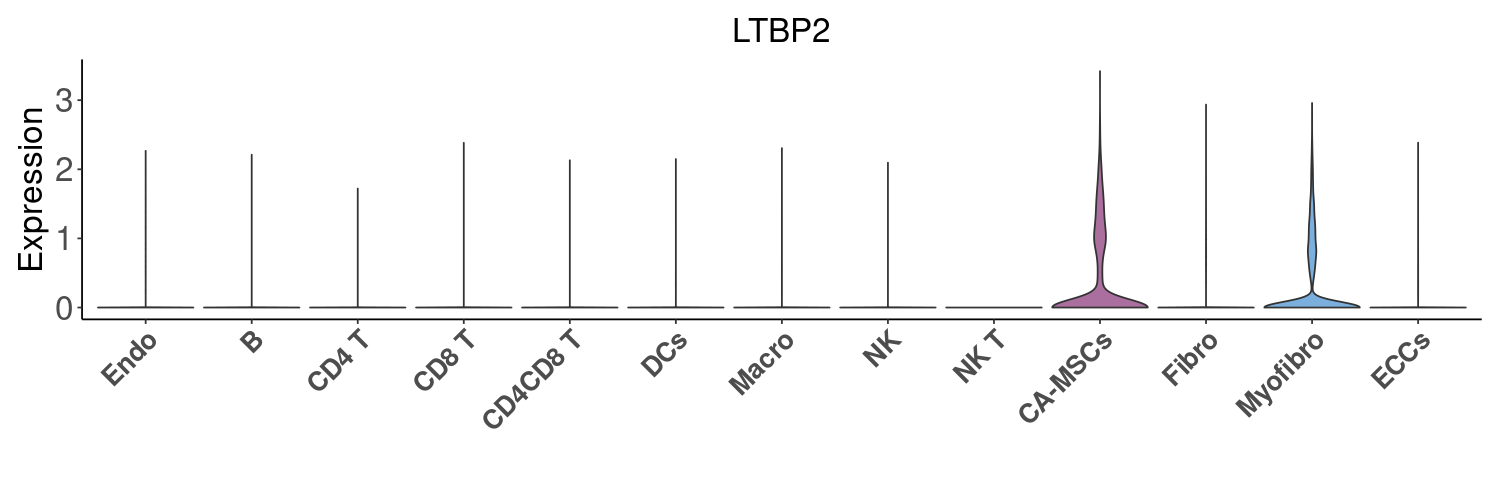 LTBP2
Expression
3
2
1
0
Endo
B
CD4 T
CD8 T
CD4CD8 T
DCs
Macro
NK
NK T
CA-MSCs
Fibro
Myofibro
ECCs